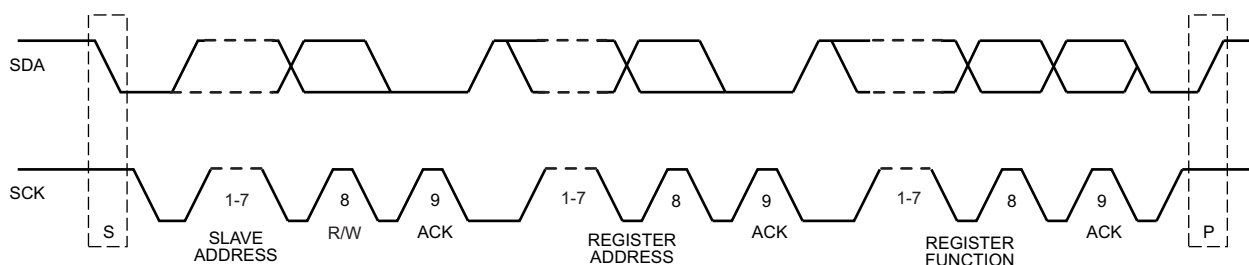 SDA
SCK
1-7 8 9 1-7 8 9 1-7 8 9
S SLAVE ADDRESS R/W ACK REGISTER ADDRESS ACK REGISTER FUNCTION ACK P